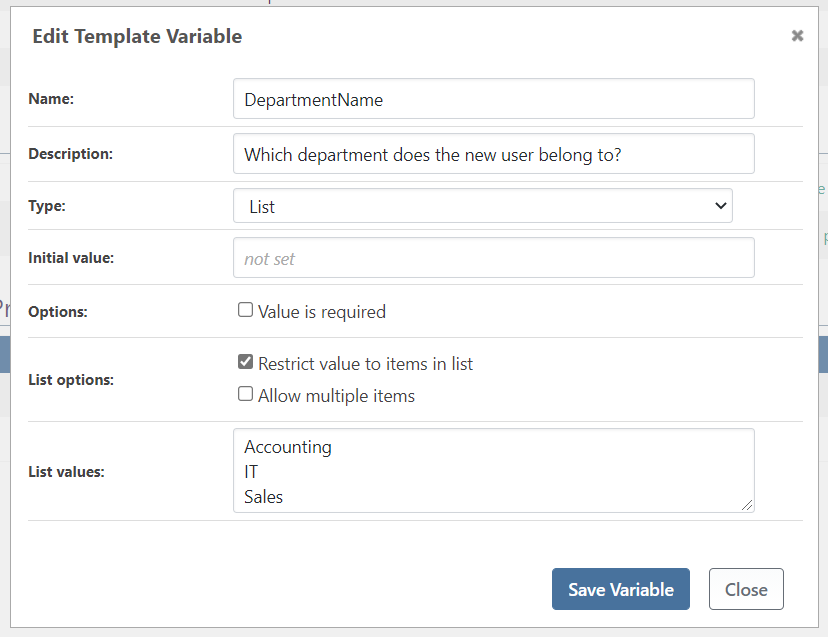 Edit Template Variable
Name:
DepartmentName
Description:
Which department does the new user belong to?
Type:
List
Initial value:
not set
Options:
Value is required
List options:
Restrict value to items in list
Allow multiple items
List values:
Accounting
IT
Sales
Save Variable
Close